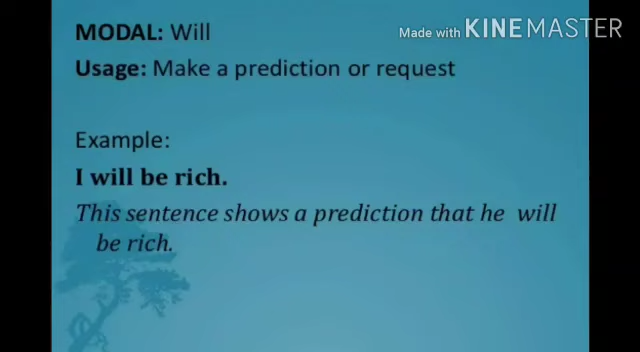 MODAL: Will
Made with KINEMASTER
Usage: Make a prediction or request
Example:
I will be rich.
This sentence shows a prediction that he will
be rich.